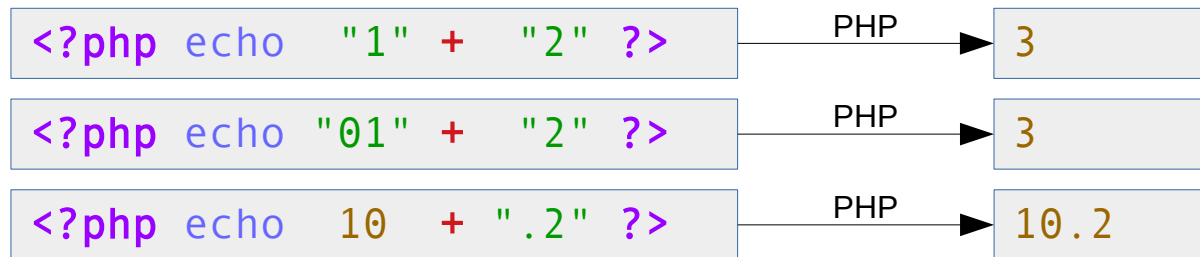 <?php echo "1" + "2" ?> PHP 3
<?php echo "01" + "2" ?> PHP 3
<?php echo 10 + ".2" ?> PHP 10.2